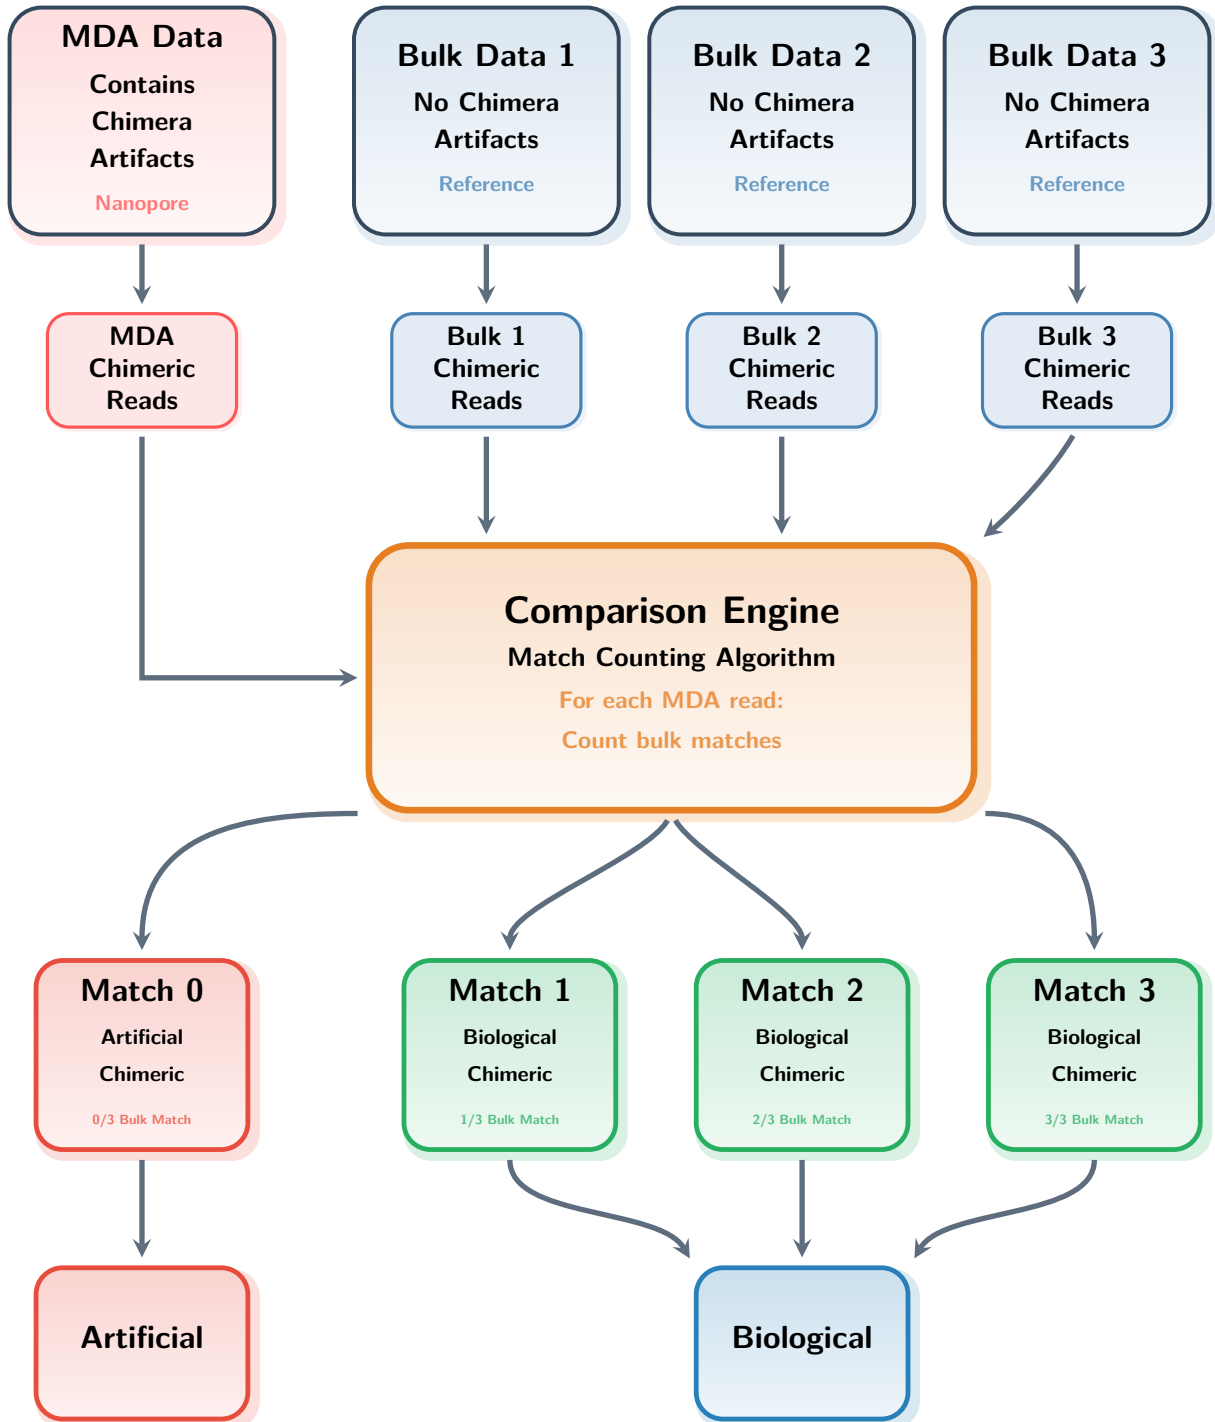 MDA Data
Contains
Chimera
Artifacts
Nanopore
Bulk Data 1
No Chimera
Artifacts
Reference
Bulk Data 2
No Chimera
Artifacts
Reference
Bulk Data 3
No Chimera
Artifacts
Reference
MDA
Chimeric
Reads
Bulk 1
Chimeric
Reads
Bulk 2
Chimeric
Reads
Bulk 3
Chimeric
Reads
Comparison Engine
Match Counting Algorithm
For each MDA read:
Count bulk matches
Match 0
Artificial
Chimeric
0/3 Bulk Match
Match 1
Biological
Chimeric
1/3 Bulk Match
Match 2
Biological
Chimeric
2/3 Bulk Match
Match 3
Biological
Chimeric
3/3 Bulk Match
Artificial
Biological